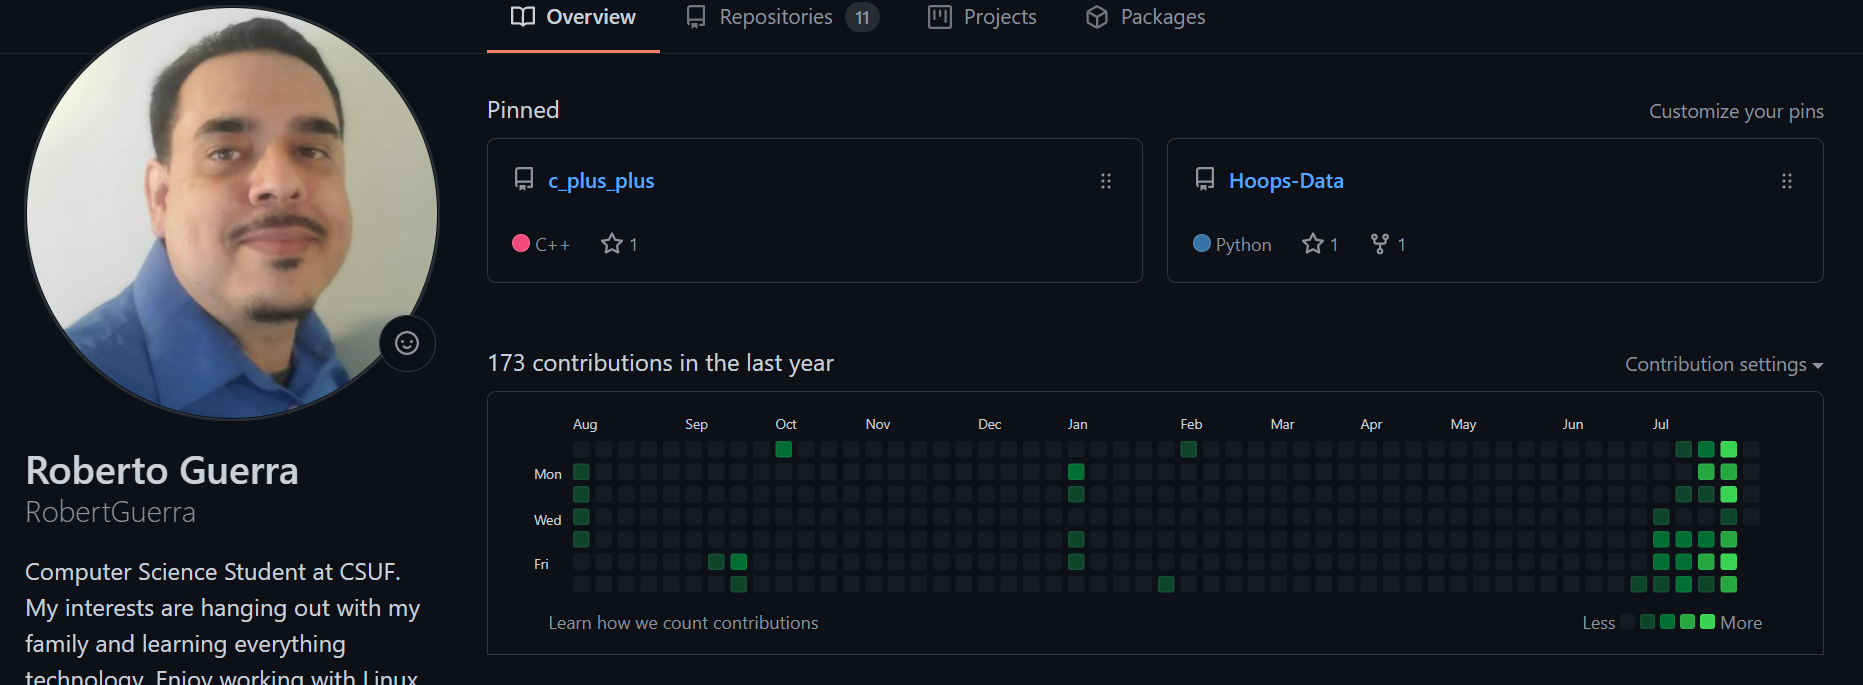 Overview
Repositories 11
Projects
Packages
Roberto Guerra
RobertGuerra
Computer Science Student at CSUF.
My interests are hanging out with my
family and learning everything
technology. Enjoy working with Linux
Pinned
Customize your pins
c_plus_plus
C++ 1
Hoops-Data
Python 1 1
173 contributions in the last year
Contribution settings
Aug Sep Oct Nov Dec Jan Feb Mar Apr May Jun Jul
Mon
Wed
Fri
Learn how we count contributions
Less More